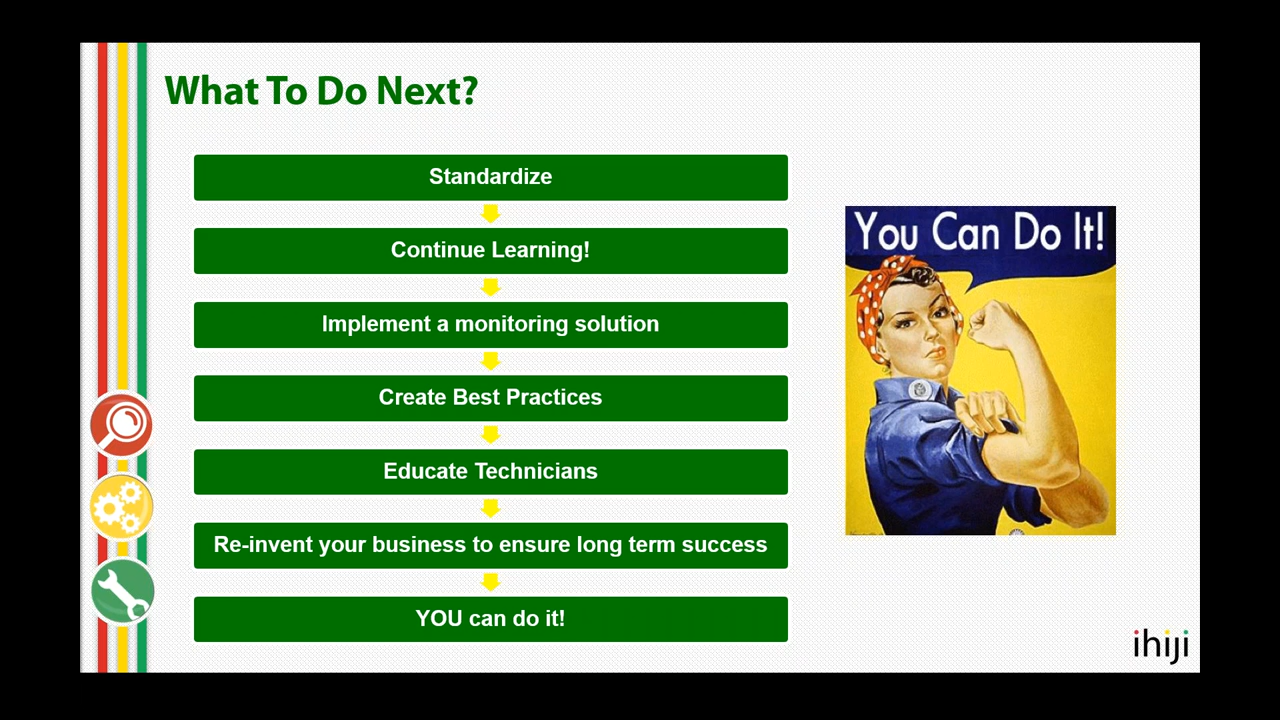 What To Do Next?
Standardize
Continue Learning!
Implement a monitoring solution
Create Best Practices
Educate Technicians
Re-invent your business to ensure long term success
YOU can do it!
You Can Do It!
ihiji